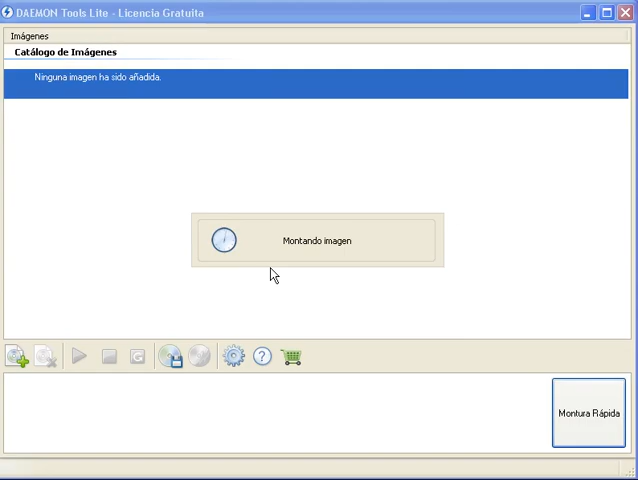 DAEMON Tools Lite - Licencia Gratuita
Imágenes
Catálogo de Imágenes
Ninguna imagen ha sido añadida.
Montando imagen
Montura Rápida